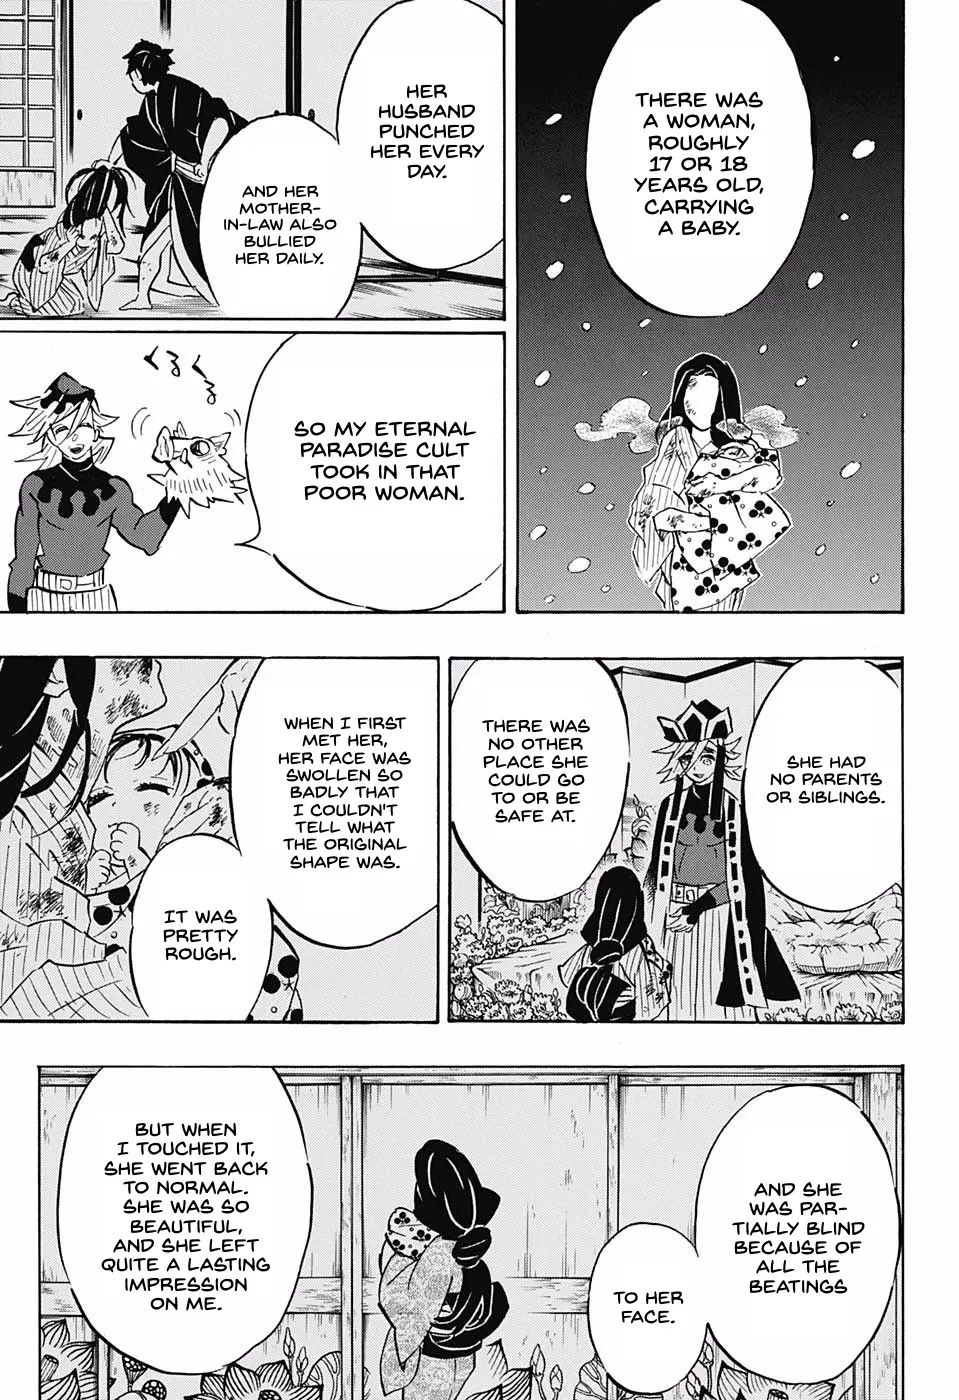 THERE WAS
A WOMAN,
ROUGHLY
17 OR 18
YEARS OLD,
CARRYING
A BABY.
HER
HUSBAND
PUNCHED
HER EVERY
DAY.
AND HER
MOTHER-
IN-LAW ALSO
BULLIED
HER DAILY.
SO MY ETERNAL
PARADISE CULT
TOOK IN THAT
POOR WOMAN.
くるくる
SHE HAD
NO PARENTS
OR SIBLINGS.
THERE WAS
NO OTHER
PLACE SHE
COULD GO
TO OR BE
SAFE AT.
WHEN I FIRST
MET HER,
HER FACE WAS
SWOLLEN SO
BADLY THAT
I COULDN'T
TELL WHAT
THE ORIGINAL
SHAPE WAS.
IT WAS
PRETTY
ROUGH.
AND SHE
WAS PAR-
TIALLY BLIND
BECAUSE OF
ALL THE
BEATINGS
TO HER
FACE.
BUT WHEN
I TOUCHED IT,
SHE WENT BACK
TO NORMAL.
SHE WAS SO
BEAUTIFUL,
AND SHE LEFT
QUITE A LASTING
IMPRESSION
ON ME.